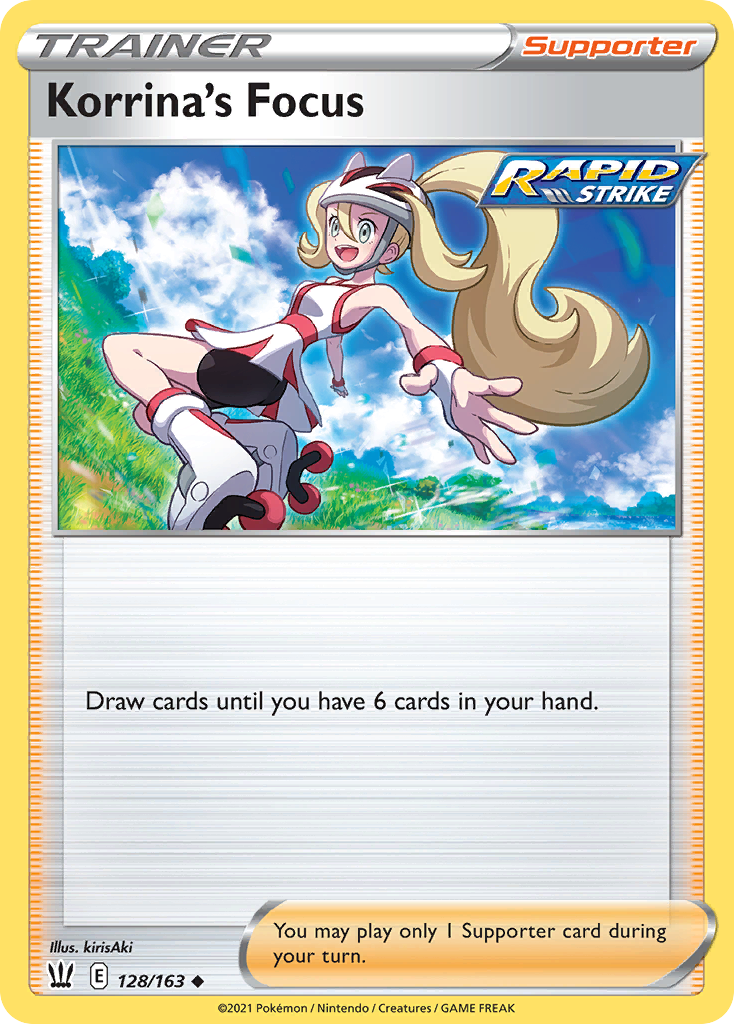 TRAINER Supporter
Korrina's Focus
RAPID
STRIKE
Draw cards until you have 6 cards in your hand.
You may play only 1 Supporter card during
your turn.
Illus. kirisAki
E 128/163
©2021 Pokémon / Nintendo / Creatures / GAME FREAK